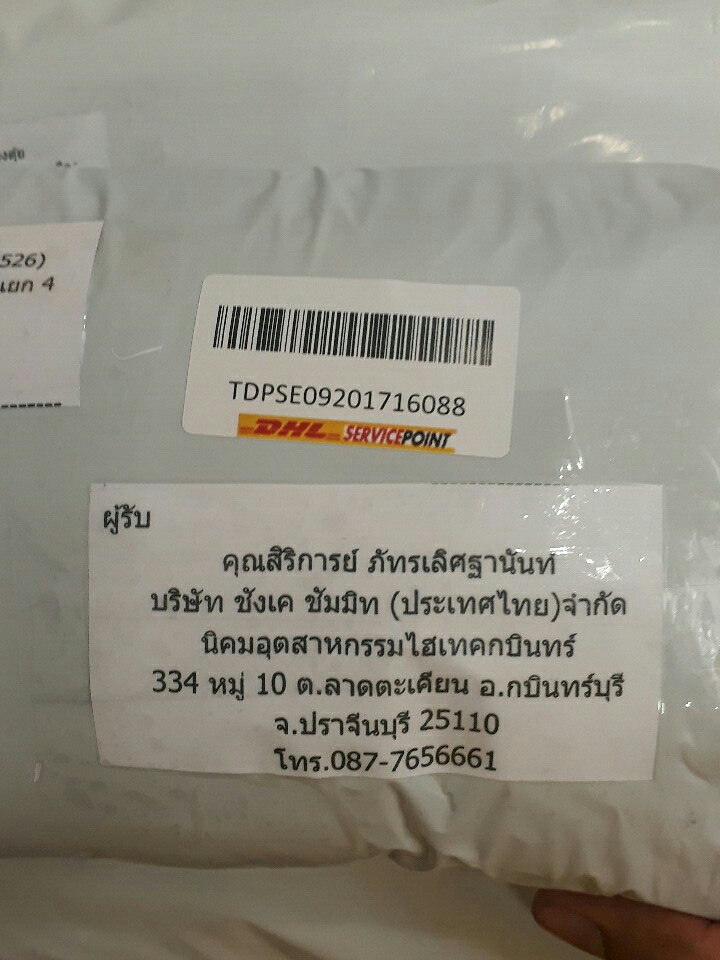 526)
แยก 4
TDPSE09201716088
DHL SERVICEPOINT
ผู้รับ
คุณสิริการย์ ภัทรเลิศฐานันท์
บริษัท ชังเค ชัมมิท (ประเทศไทย)จำกัด
นิคมอุตสาหกรรมไฮเทคกบินทร์
334 หมู่ 10 ต.ลาดตะเคียน อ.กบินทร์บุรี
จ.ปราจีนบุรี 25110
โทร.087-7656661